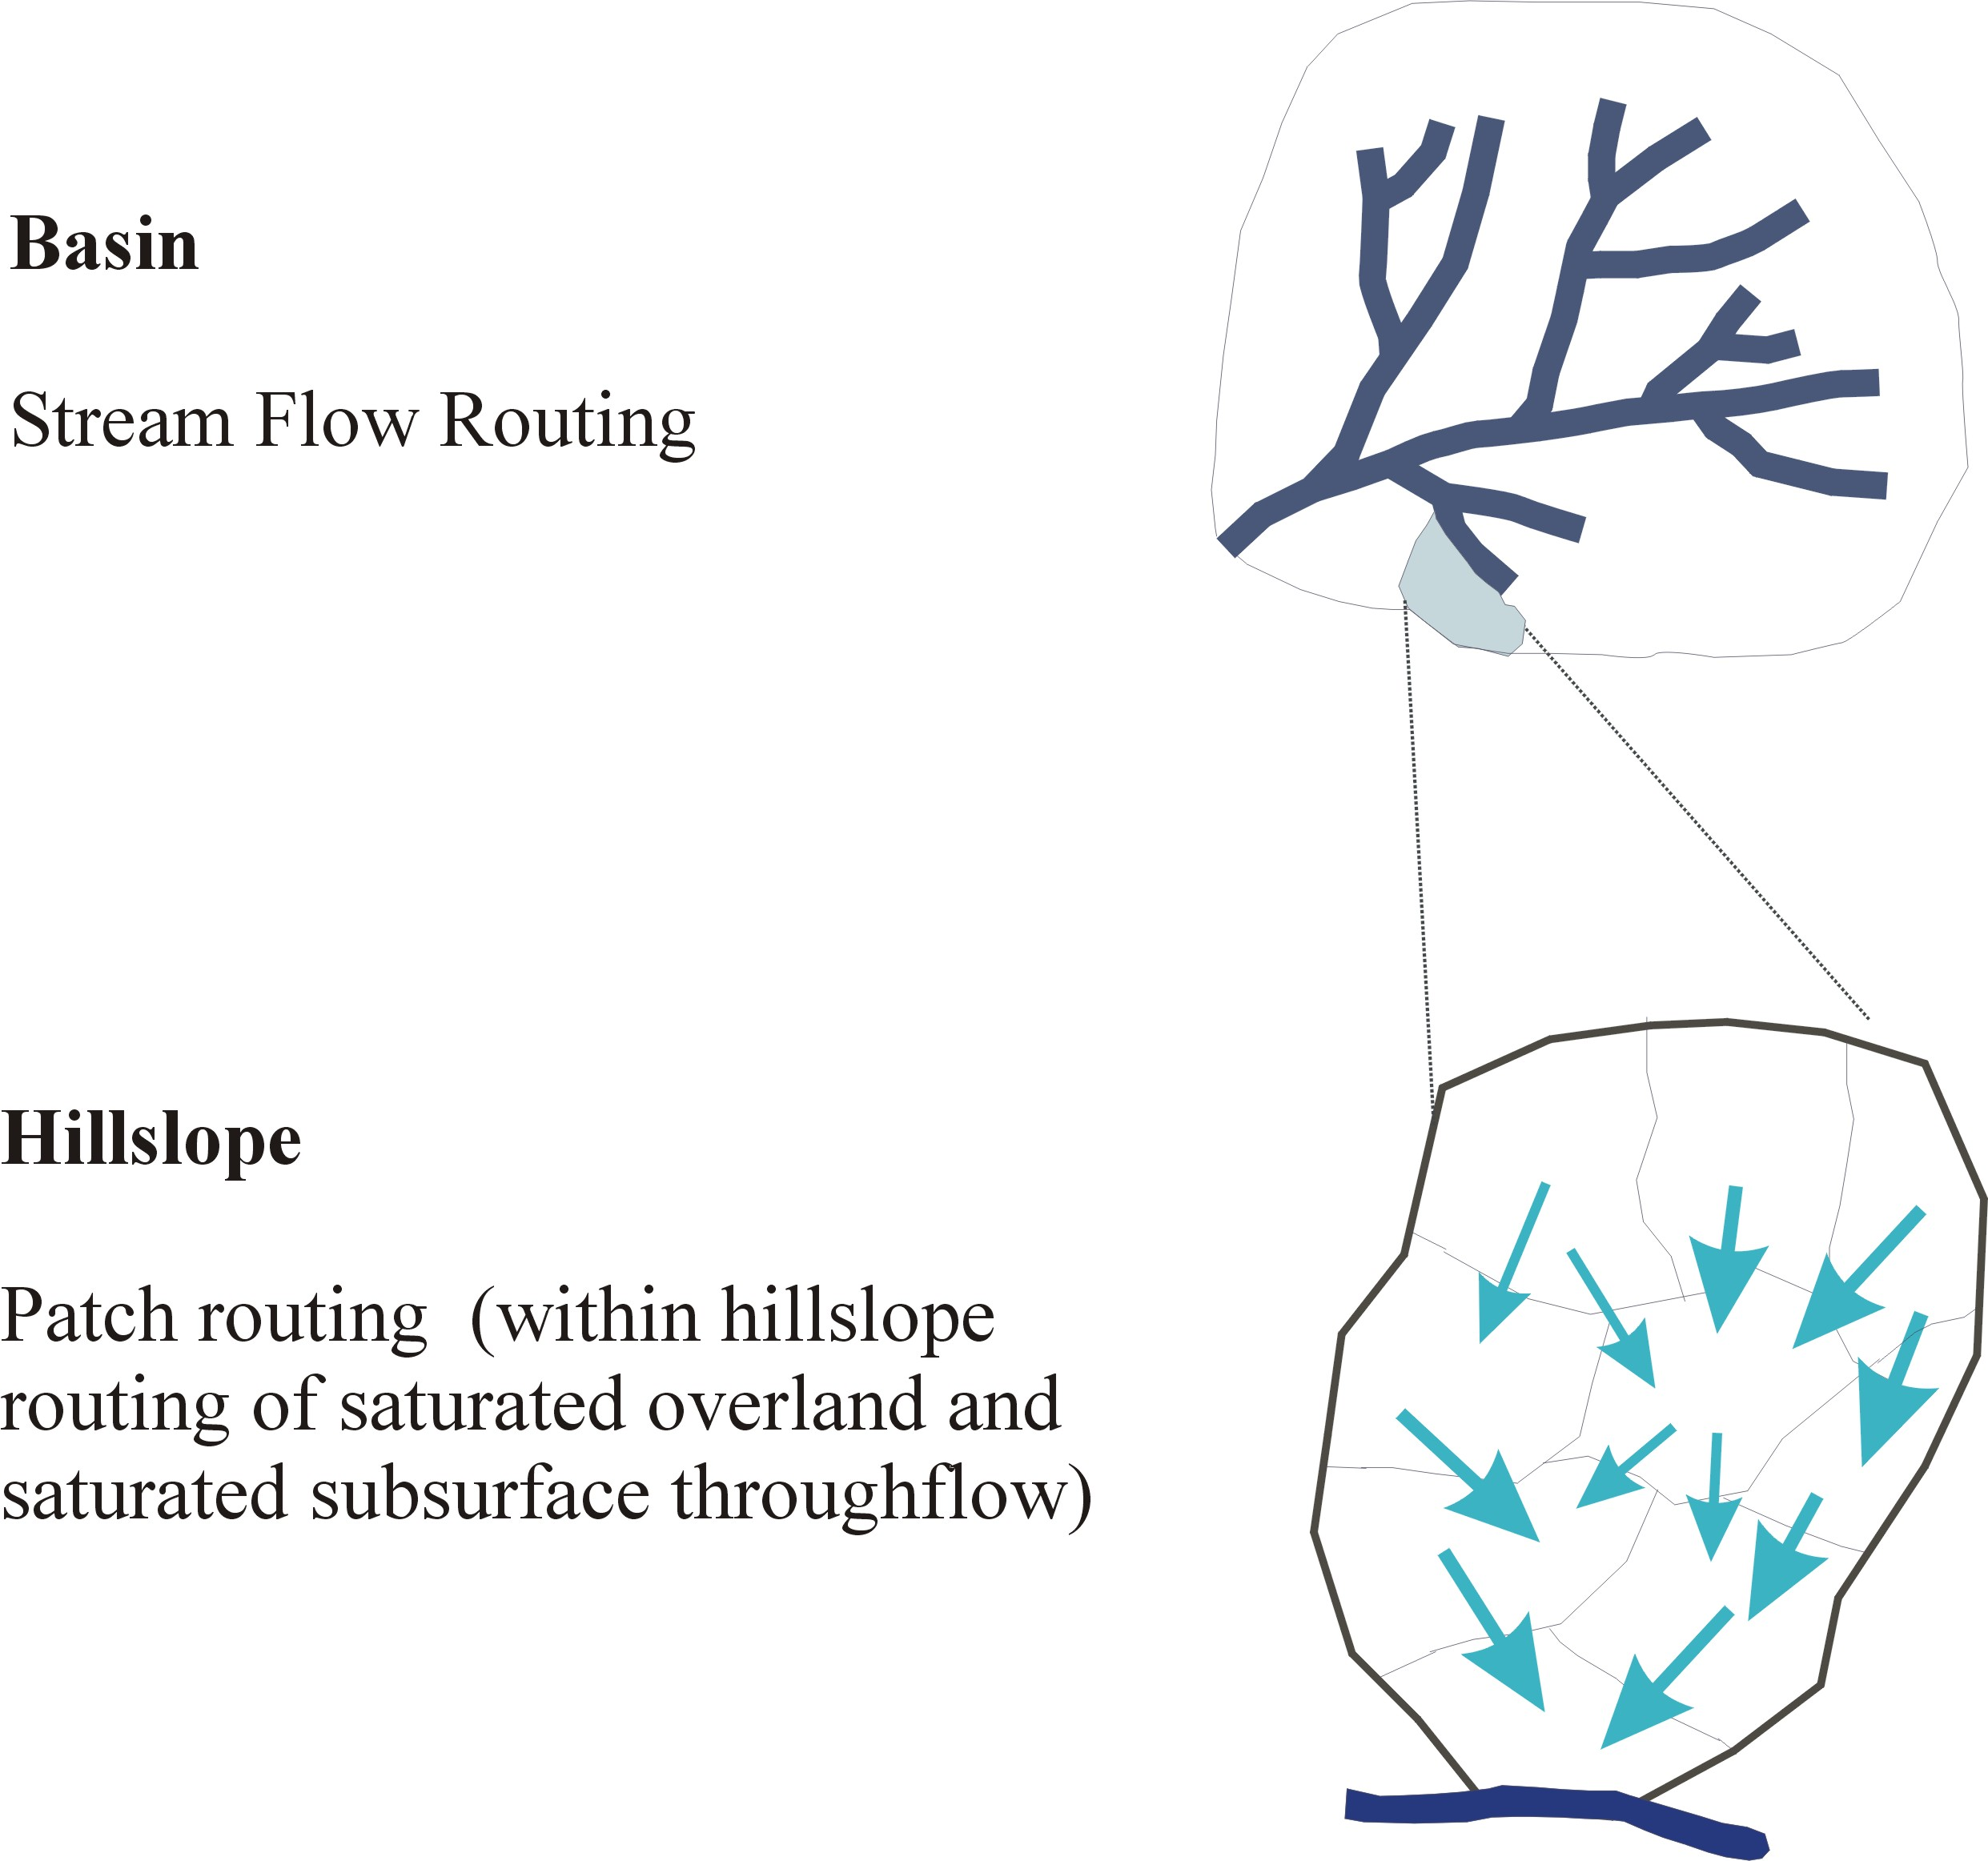 Basin
Stream Flow Routing
Hillslope
Patch routing (within hillslope
routing of saturated overland and
saturated subsurface throughflow)